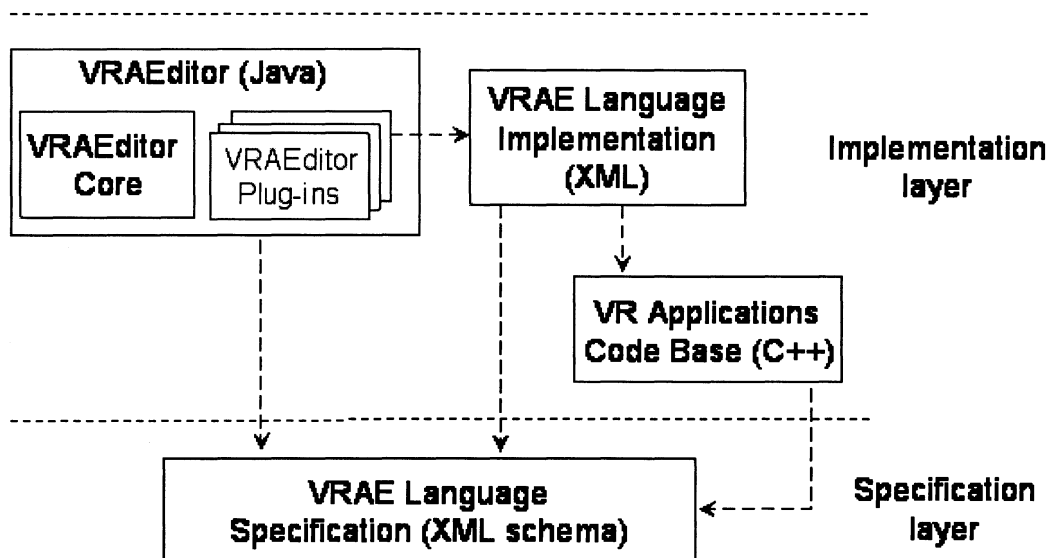 VRAEditor (Java)
VRAEditor
Core
VRAEditor
Plug-ins
VRAE Language
Implementation
(XML)
Implementation
layer
VR Applications
Code Base (C++)
VRAE Language
Specification (XML schema)
Specification
layer